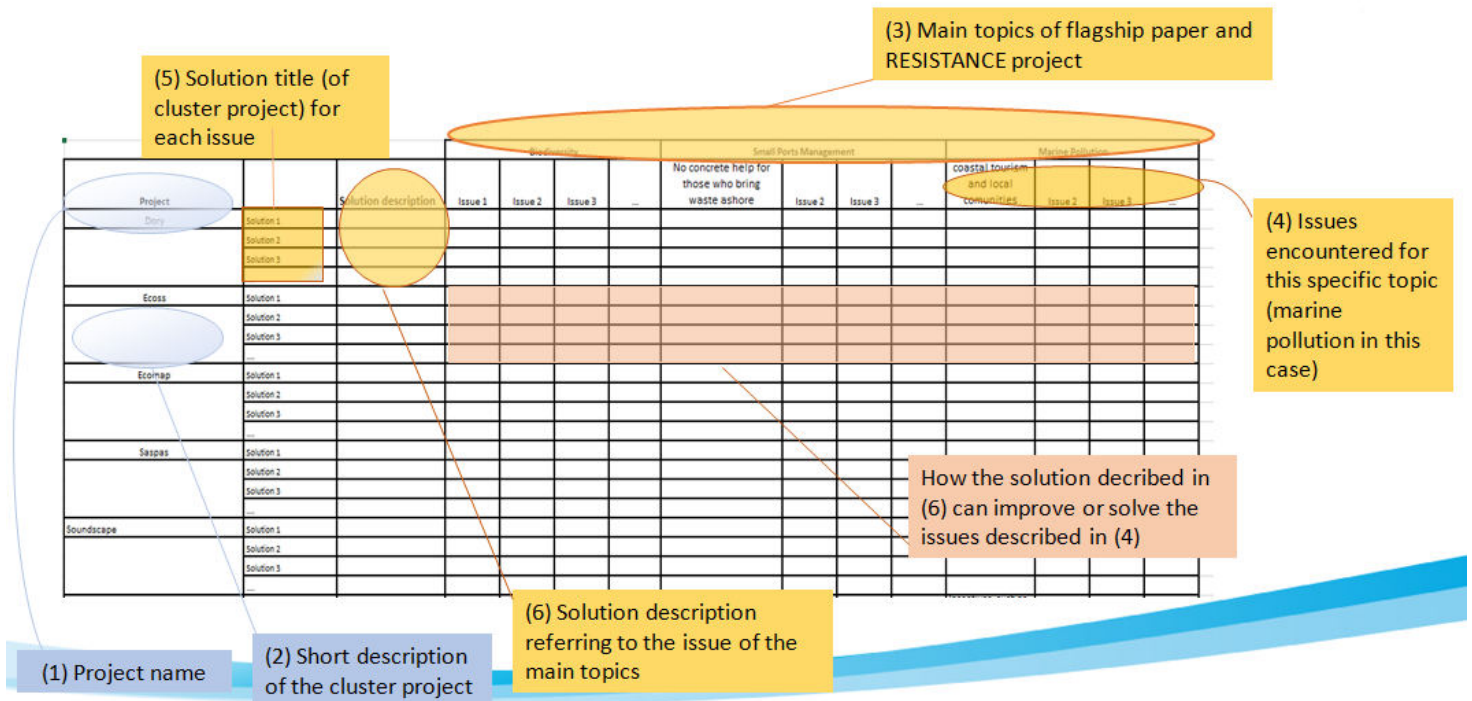 (3) Main topics of flagship paper and
RESISTANCE project
(5) Solution title (of
cluster project) for
each issue
Biodiversity
Small Ports Management
Marine Pollution
Project
Solution description
Issue 1
Issue 2
Issue 3
...
No concrete help for
those who bring
waste ashore
Issue 2
Issue 3
...
coastal tourism
and local
comunities
Issue 2
Issue 3
...
Dory
Solution 1
Solution 2
Solution 3
Ecoss
Solution 1
Solution 2
Solution 3
....
Ecomap
Solution 1
Solution 2
Solution 3
....
Saspas
Solution 1
Solution 2
Solution 3
....
Soundscape
Solution 1
Solution 2
Solution 3
....
(4) Issues
encountered for
this specific topic
(marine
pollution in this
case)
How the solution decribed in
(6) can improve or solve the
issues described in (4)
(6) Solution description
referring to the issue of the
main topics
(1) Project name
(2) Short description
of the cluster project